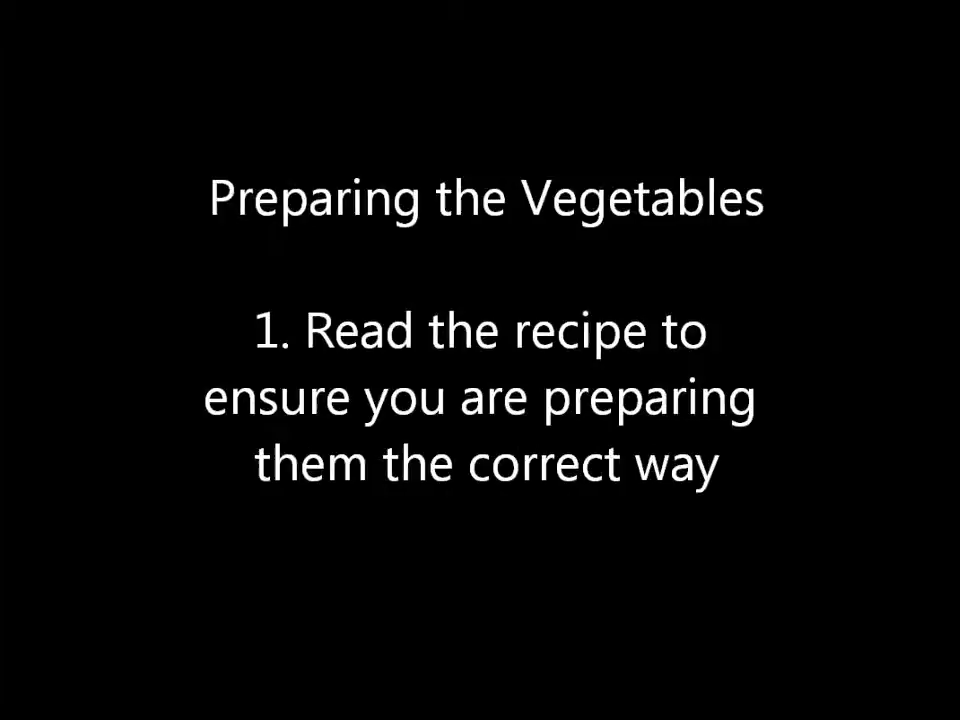 Preparing the Vegetables
1. Read the recipe to
ensure you are preparing
them the correct way